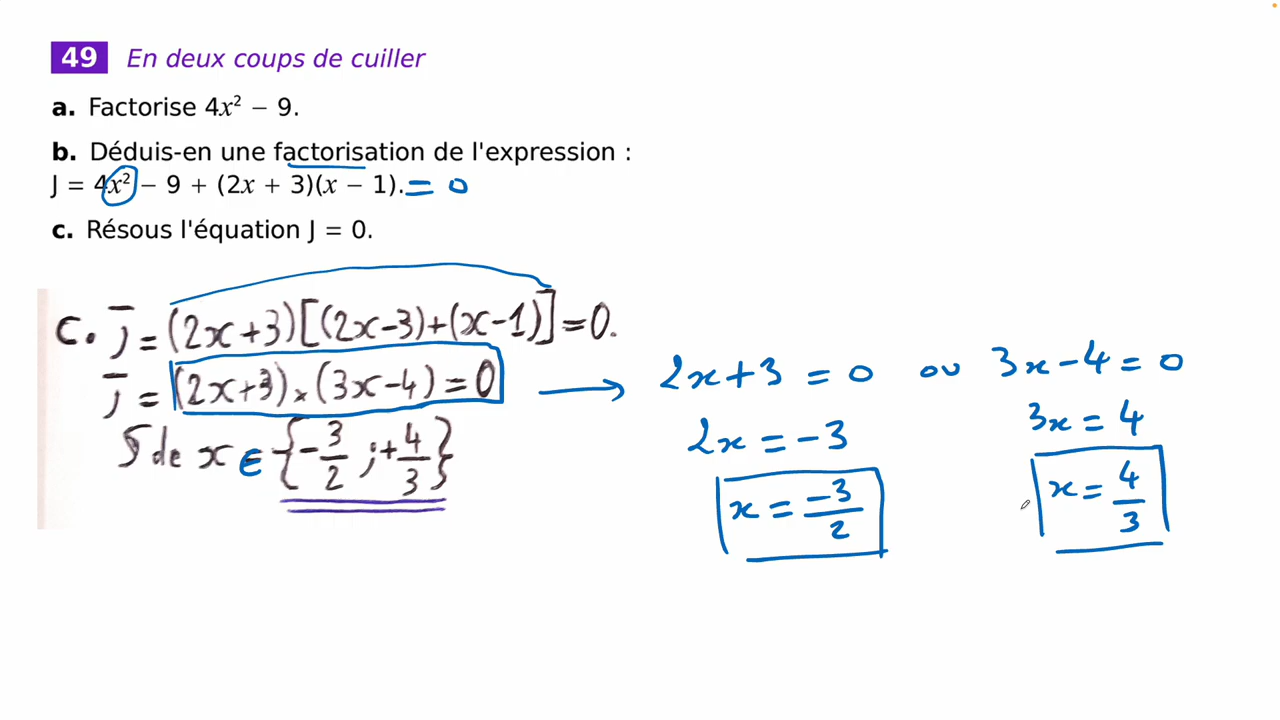 49 En deux coups de cuiller
a. Factorise 4x² − 9.
b. Déduis-en une factorisation de l'expression :
J = 4x² − 9 + (2x + 3)(x − 1). = 0
c. Résous l'équation J = 0.
C. J = (2x+3)[(2x-3)+(x-1)] = 0.
J = (2x+3)×(3x-4) = 0
S de x ∈ {-3/2 ; +4/3}
2x+3 = 0 ou 3x-4 = 0
2x = -3
3x = 4
x = -3/2
x = 4/3